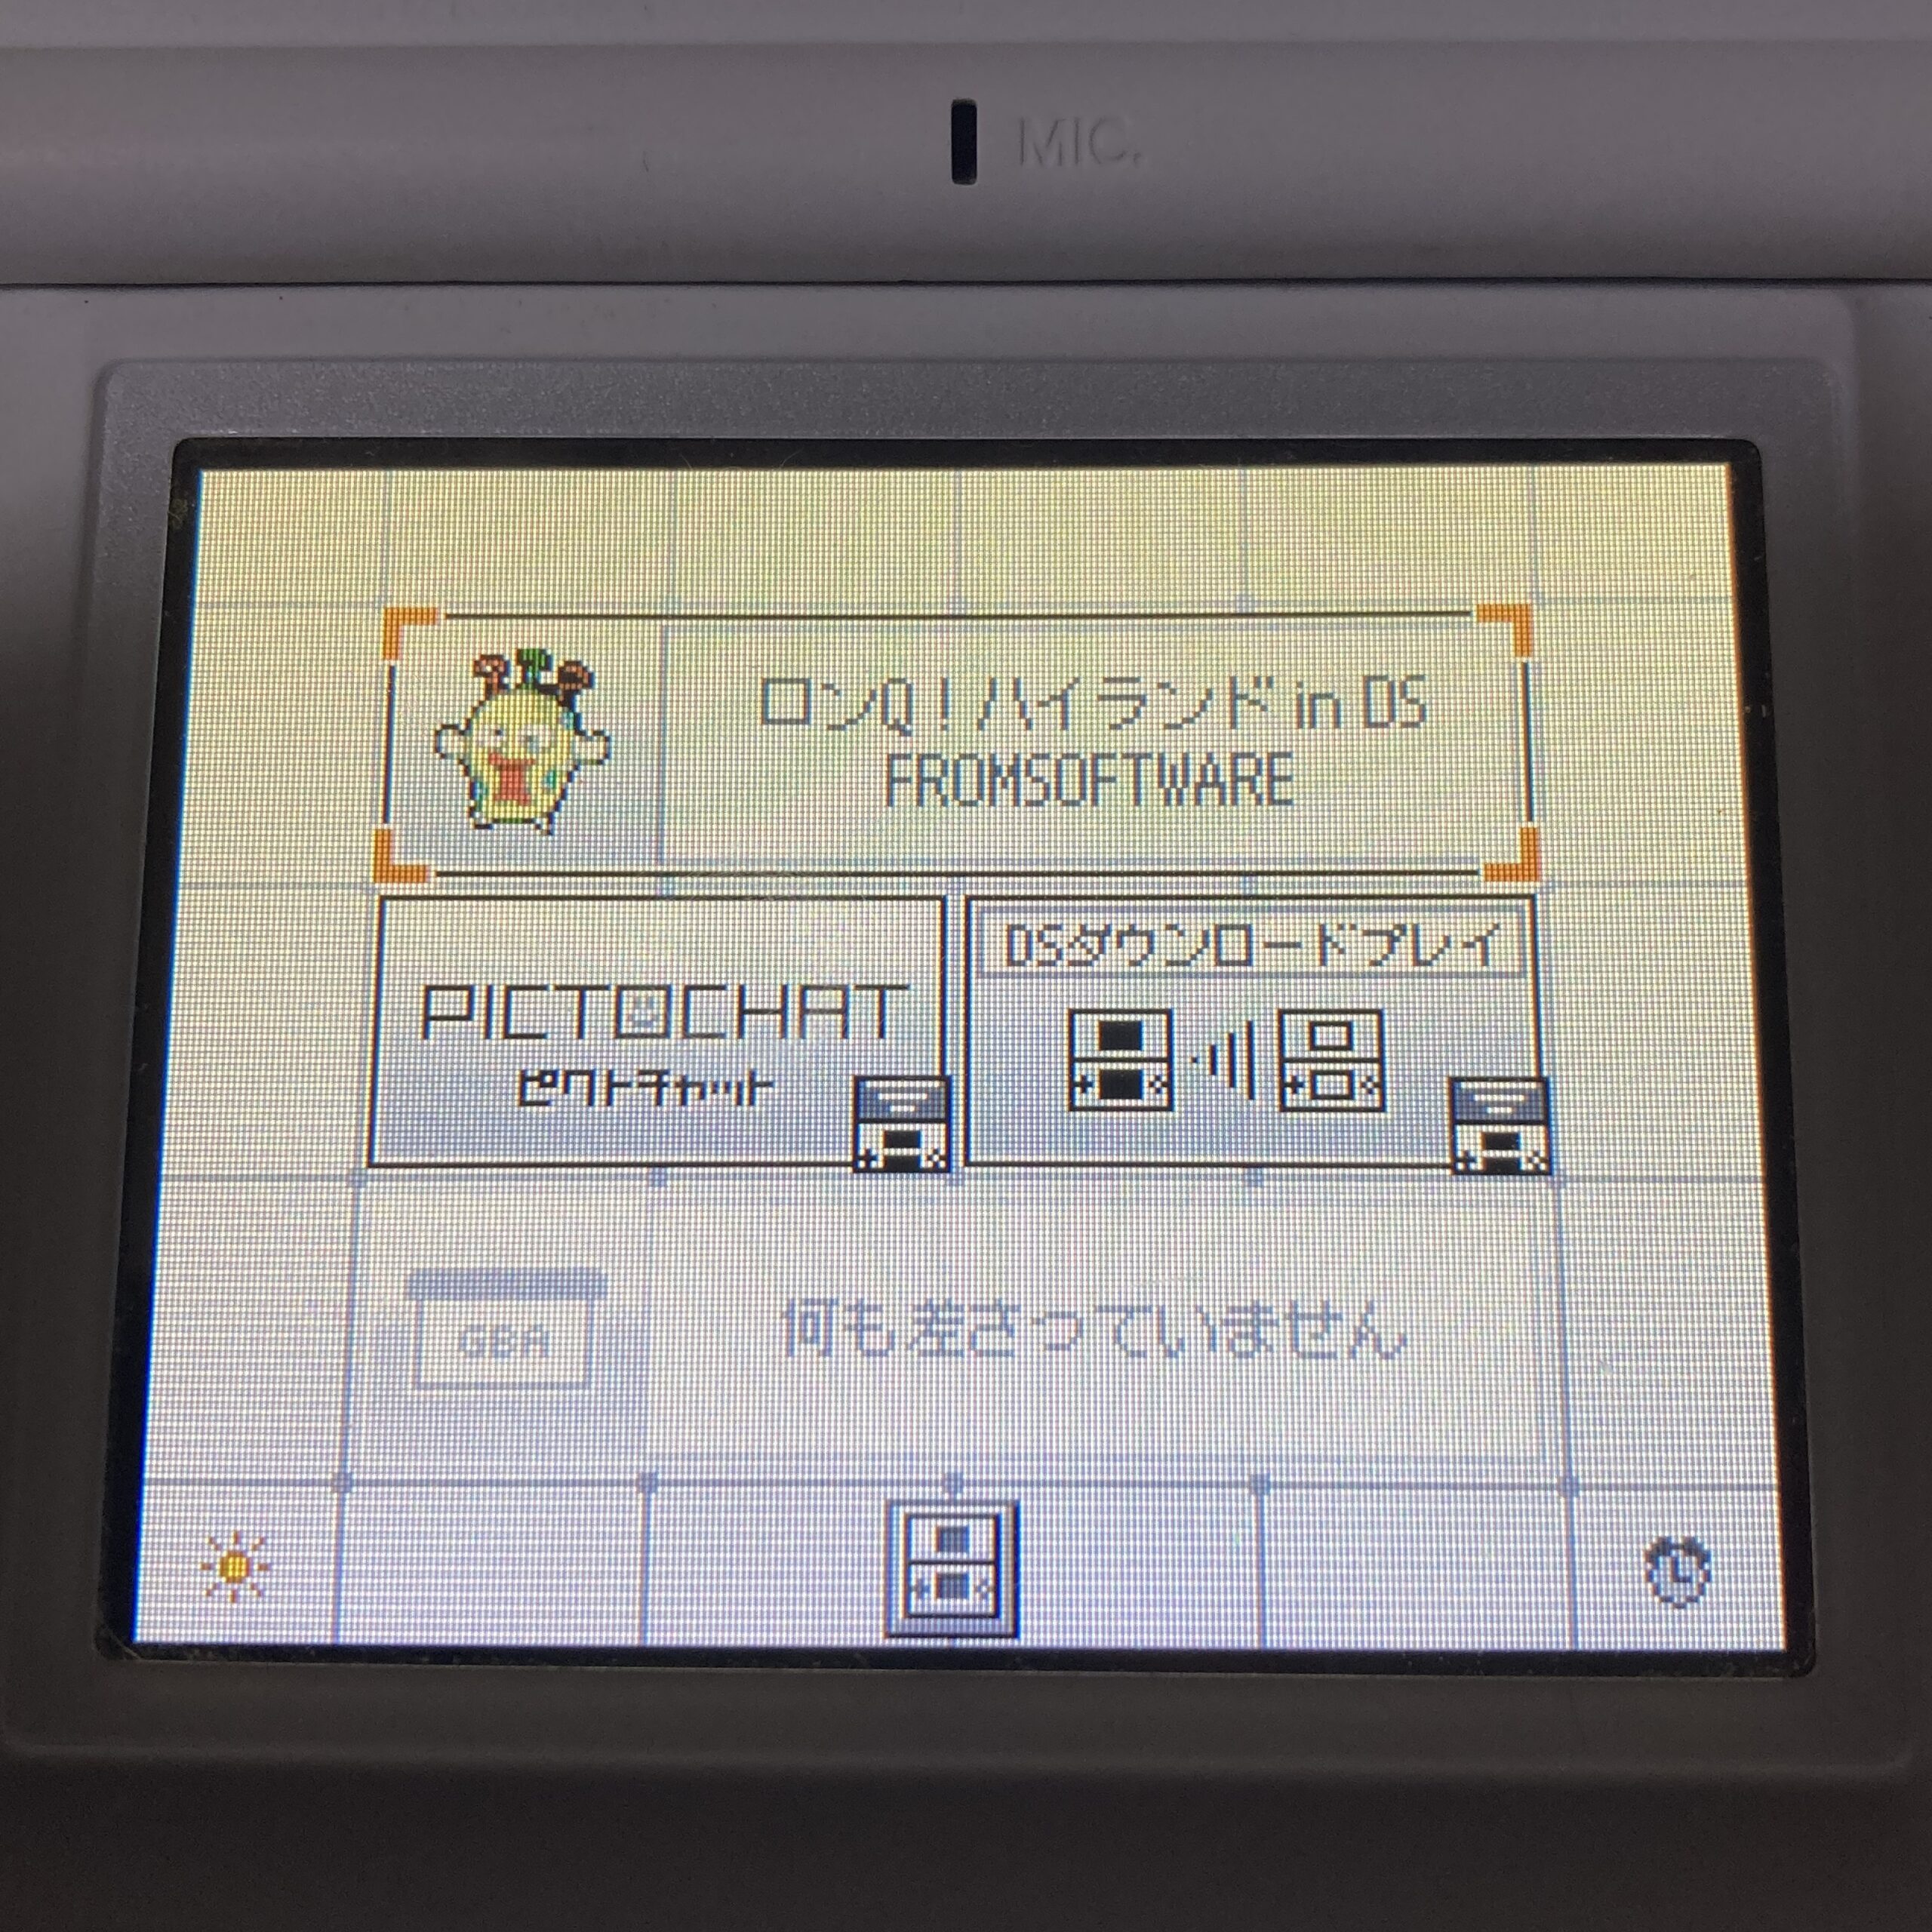 MIC.
ロンQ!ハイランド in DS
FROMSOFTWARE
PICTOCHAT
ピクトチャット
DSダウンロードプレイ
GBA
何も差さっていません